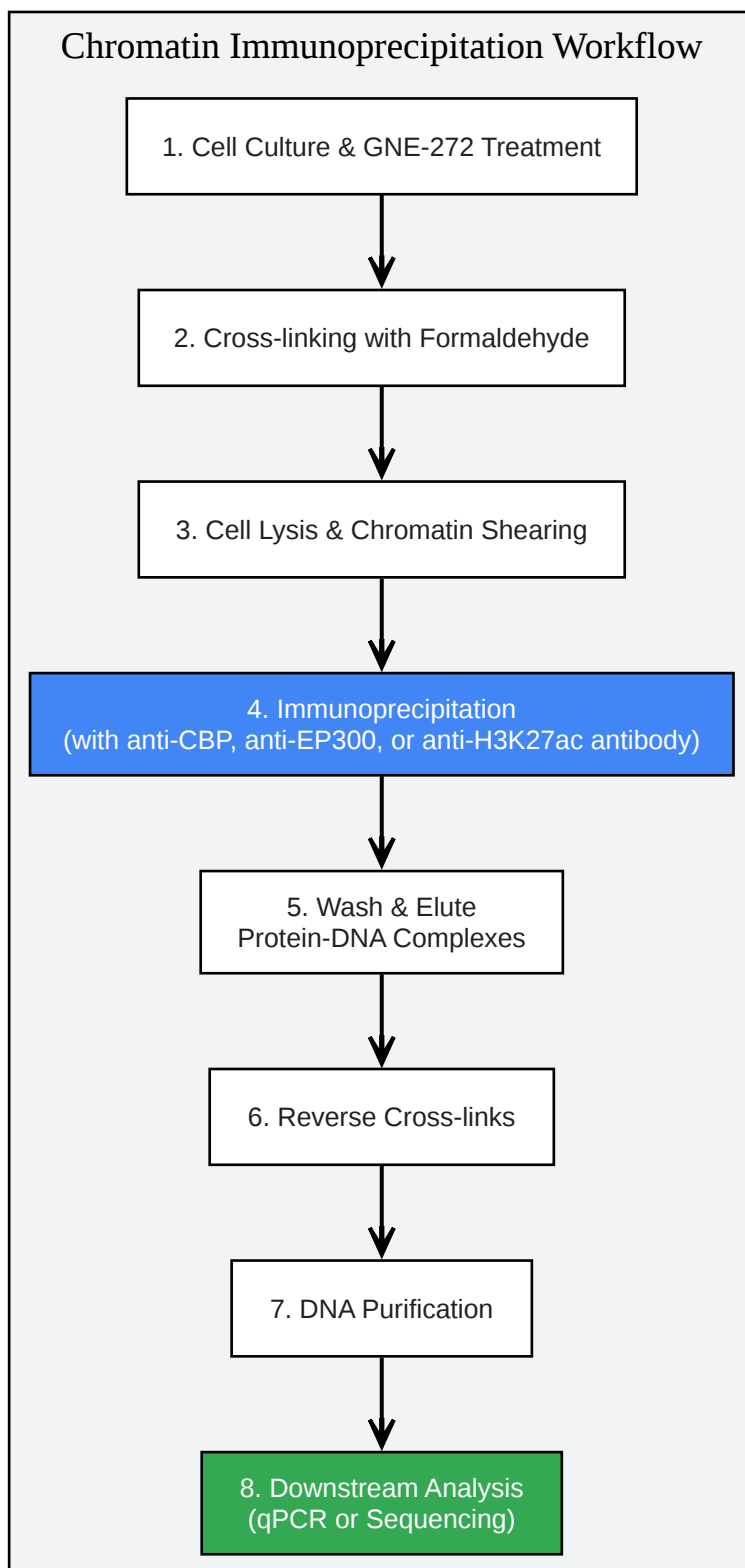 Chromatin Immunoprecipitation Workflow
1. Cell Culture & GNE-272 Treatment
2. Cross-linking with Formaldehyde
3. Cell Lysis & Chromatin Shearing
4. Immunoprecipitation
(with anti-CBP, anti-EP300, or anti-H3K27ac antibody)
5. Wash & Elute
Protein-DNA Complexes
6. Reverse Cross-links
7. DNA Purification
8. Downstream Analysis
(qPCR or Sequencing)